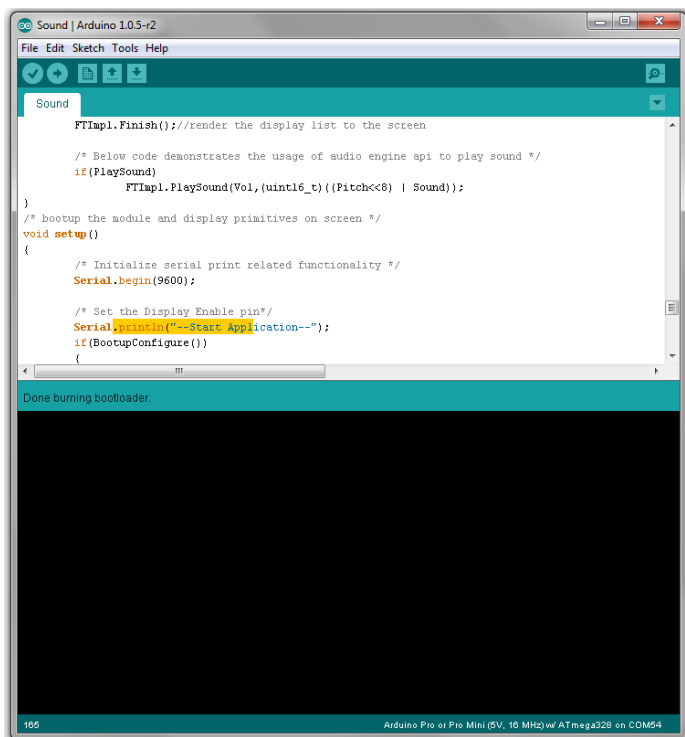 Sound | Arduino 1.0.5-r2
File Edit Sketch Tools Help
Sound
FTImpl.Finish();//render the display list to the screen
/* Below code demonstrates the usage of audio engine api to play sound */
if(PlaySound)
FTImpl.PlaySound(Vol,(uint16_t)((Pitch<<8) | Sound));
}
/* bootup the module and display primitives on screen */
void setup()
{
/* Initialize serial print related functionality */
Serial.begin(9600);
/* Set the Display Enable pin*/
Serial.println("--Start Application--");
if(BootupConfigure())
{
Done burning bootloader.
165
Arduino Pro or Pro Mini (5V, 16 MHz) w/ ATmega328 on COM54